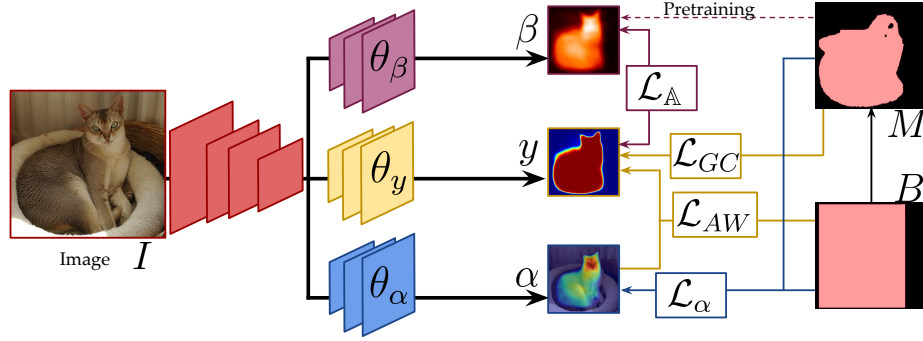 Pretraining
β
θ_β
ℒ_𝔸
M
y
θ_y
ℒ_GC
B
ℒ_AW
Image I
α
θ_α
ℒ_α